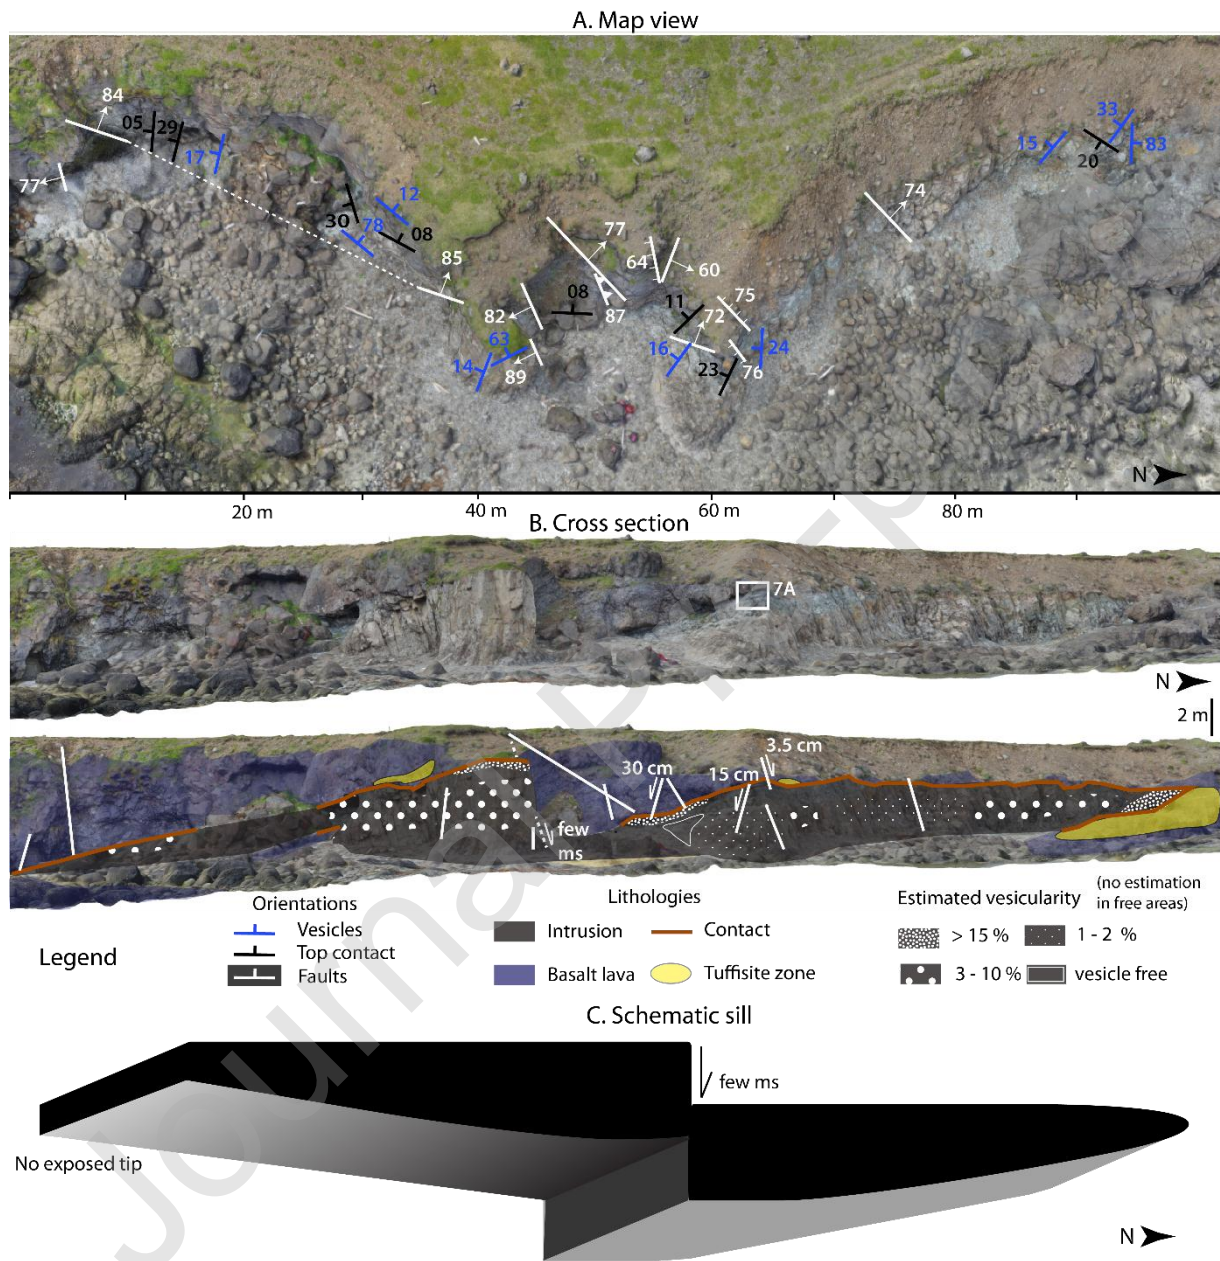 A. Map view
84
05
29
17
77
12
30
78
08
85
82
63
14
89
08
77
87
64
60
11
72
75
16
23
76
24
74
15
33
20
83
N
20 m
40 m
60 m
80 m
B. Cross section
7A
N
2 m
3.5 cm
30 cm
15 cm
few
ms
Legend
Orientations
Vesicles
Top contact
Faults
Lithologies
Intrusion
Contact
Basalt lava
Tuffisite zone
Estimated vesicularity
(no estimation
in free areas)
> 15 %
1 - 2 %
3 - 10 %
vesicle free
C. Schematic sill
few ms
No exposed tip
N